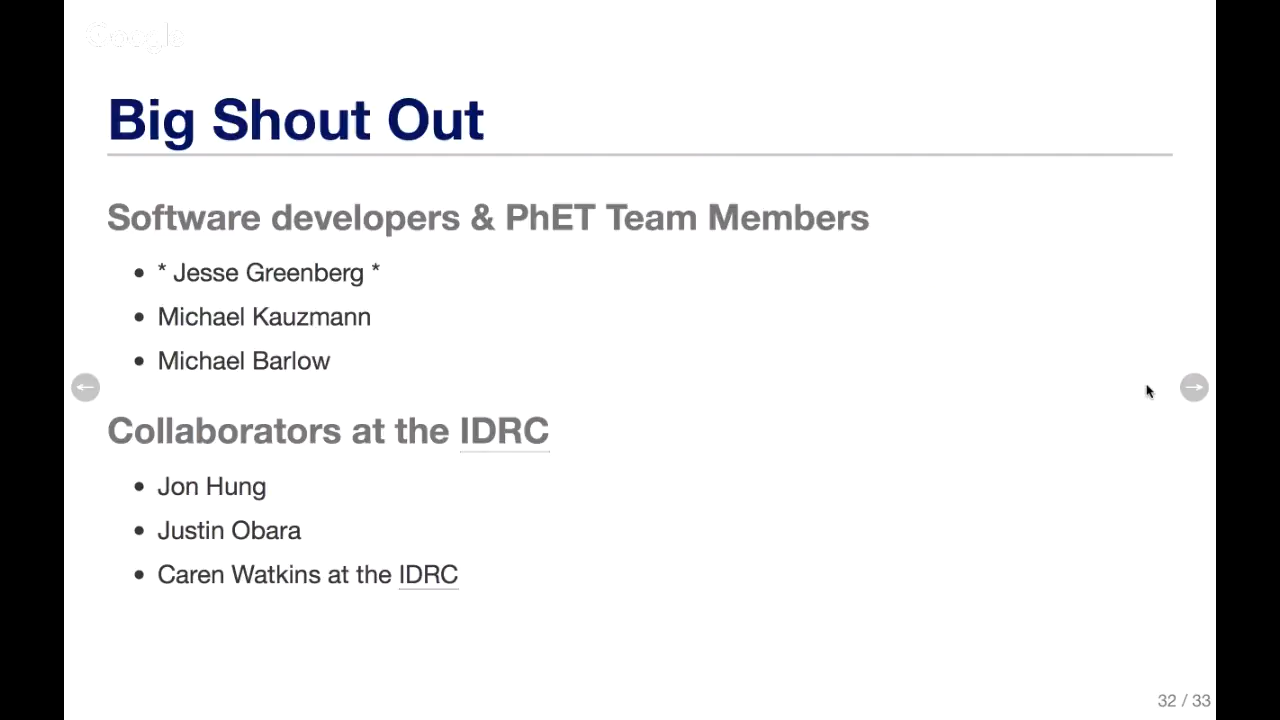 Google
Big Shout Out
Software developers & PhET Team Members
* Jesse Greenberg *
Michael Kauzmann
Michael Barlow
Collaborators at the IDRC
Jon Hung
Justin Obara
Caren Watkins at the IDRC
32 / 33